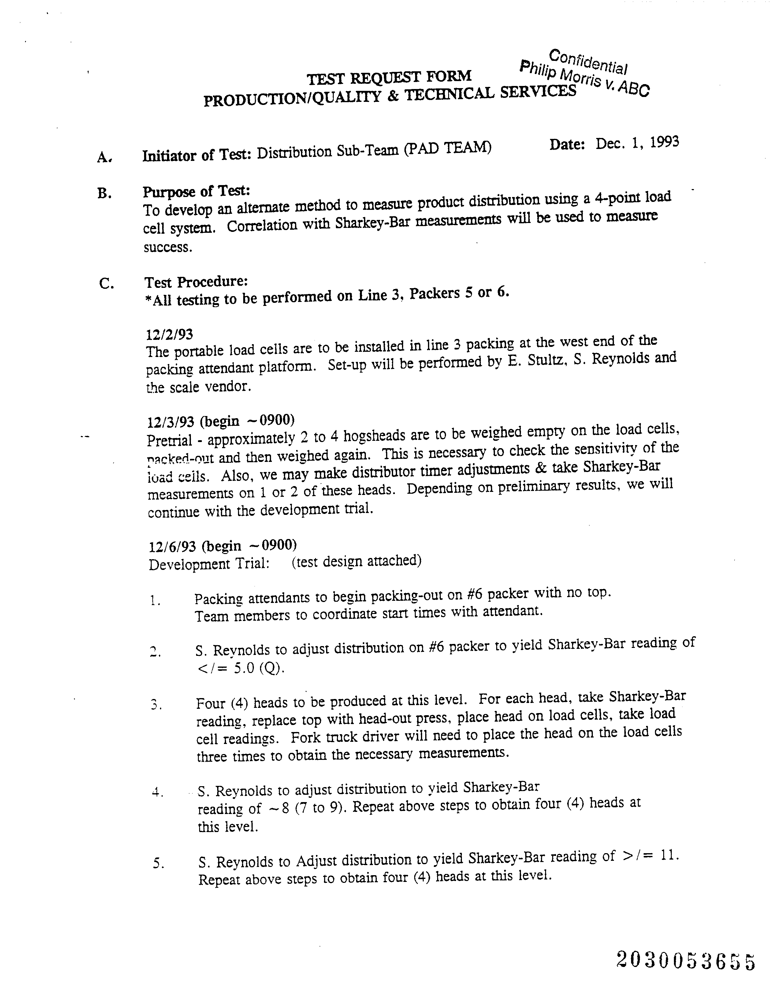 Confidential
Philip Morris v. ABC
TEST REQUEST FORM
PRODUCTION/QUALITY & TECHNICAL SERVICES
A. Initiator of Test: Distribution Sub-Team (PAD TEAM) Date: Dec. 1, 1993
B. Purpose of Test:
To develop an alternate method to measure product distribution using a 4-point load
cell system. Correlation with Sharkey-Bar measurements will be used to measure
success.
C. Test Procedure:
*All testing to be performed on Line 3, Packers 5 or 6.
12/2/93
The portable load cells are to be installed in line 3 packing at the west end of the
packing attendant platform. Set-up will be performed by E. Stultz, S. Reynolds and
the scale vendor.
12/3/93 (begin ~0900)
Pretrial - approximately 2 to 4 hogsheads are to be weighed empty on the load cells,
packed-out and then weighed again. This is necessary to check the sensitivity of the
load cells. Also, we may make distributor timer adjustments & take Sharkey-Bar
measurements on 1 or 2 of these heads. Depending on preliminary results, we will
continue with the development trial.
12/6/93 (begin ~0900)
Development Trial: (test design attached)
1. Packing attendants to begin packing-out on #6 packer with no top.
Team members to coordinate start times with attendant.
2. S. Reynolds to adjust distribution on #6 packer to yield Sharkey-Bar reading of
</= 5.0 (Q).
3. Four (4) heads to be produced at this level. For each head, take Sharkey-Bar
reading, replace top with head-out press, place head on load cells, take load
cell readings. Fork truck driver will need to place the head on the load cells
three times to obtain the necessary measurements.
4. S. Reynolds to adjust distribution to yield Sharkey-Bar
reading of ~8 (7 to 9). Repeat above steps to obtain four (4) heads at
this level.
5. S. Reynolds to Adjust distribution to yield Sharkey-Bar reading of >/= 11.
Repeat above steps to obtain four (4) heads at this level.
2030053655